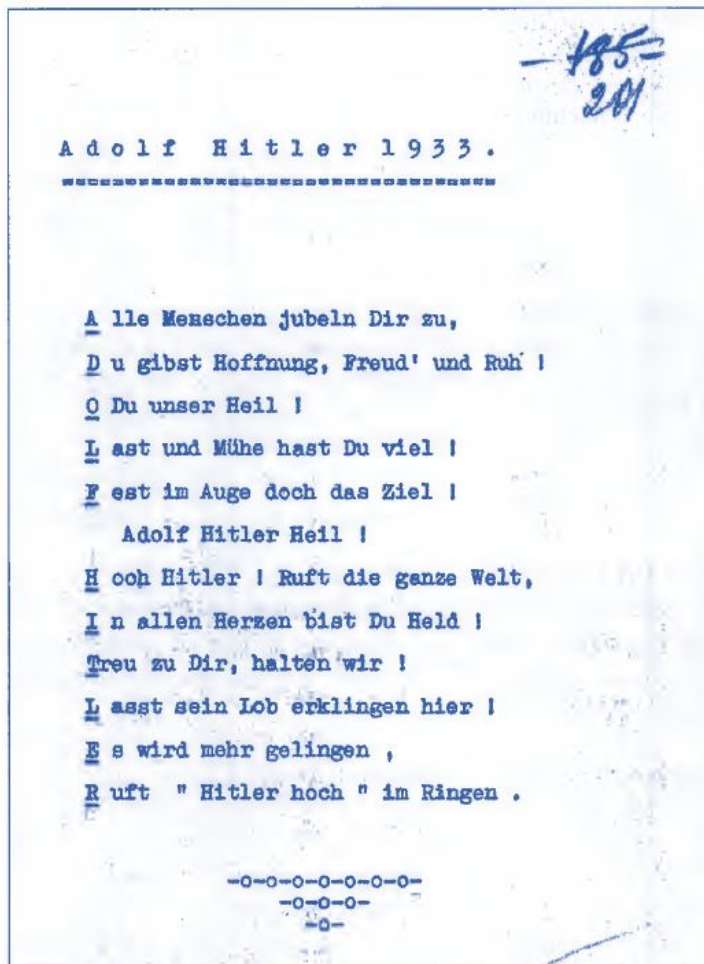 - 185 -
201
Adolf Hitler 1933.
A lle Menschen jubeln Dir zu,
D u gibst Hoffnung, Freud' und Ruh !
O Du unser Heil !
L ast und Mühe hast Du viel !
F est im Auge doch das Ziel !
Adolf Hitler Heil !
H och Hitler ! Ruft die ganze Welt,
I n allen Herzen bist Du Held !
Treu zu Dir, halten wir !
L asst sein Lob erklingen hier !
E s wird mehr gelingen ,
R uft " Hitler hoch " im Ringen .
-o-o-o-o-o-o-o-
-o-o-o-
-o-